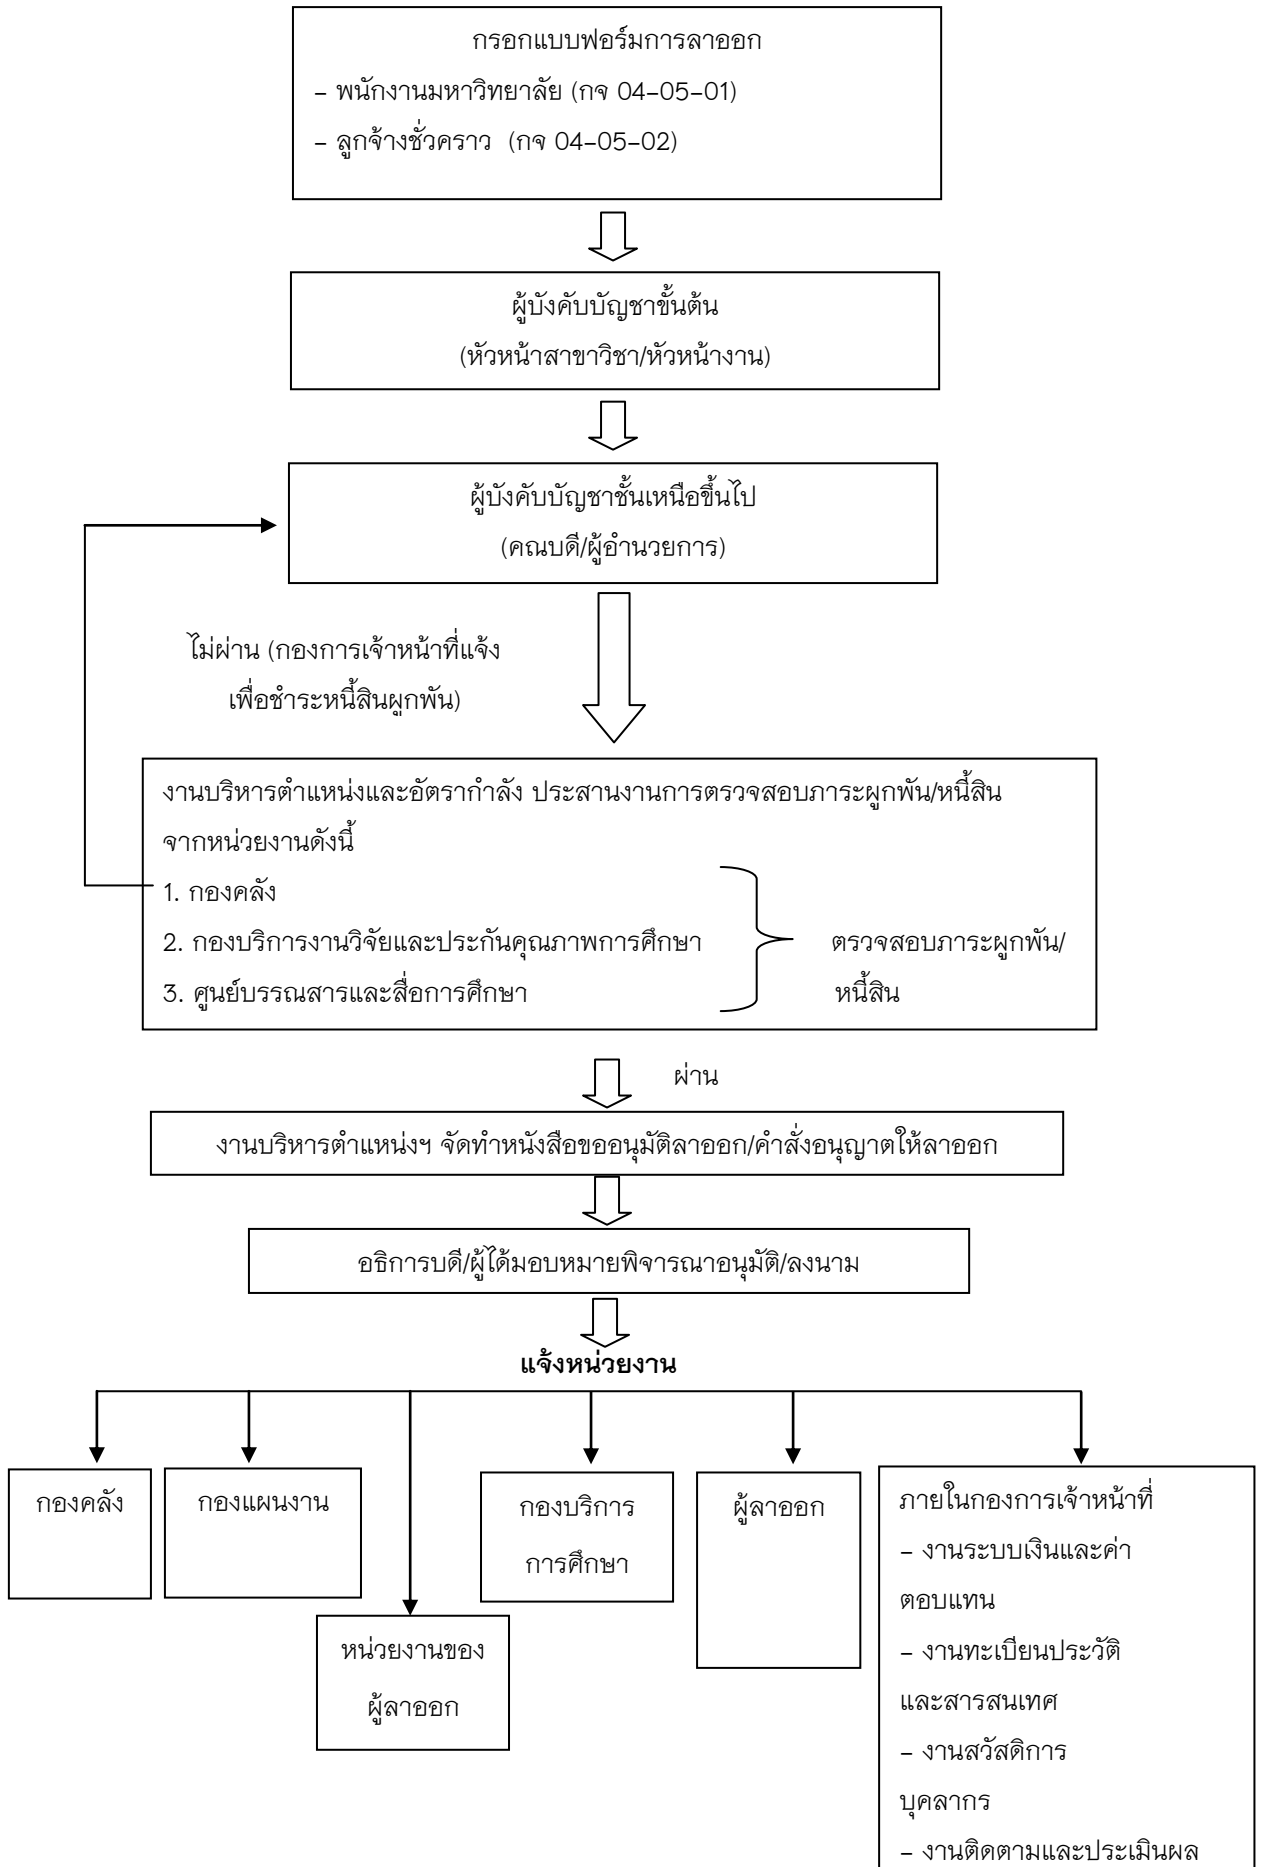 กรอกแบบฟอร์มการลาออก
– พนักงานมหาวิทยาลัย (กจ 04–05–01)
– ลูกจ้างชั่วคราว (กจ 04–05–02)
ผู้บังคับบัญชาขั้นต้น
(หัวหน้าสาขาวิชา/หัวหน้างาน)
ผู้บังคับบัญชาชั้นเหนือขึ้นไป
(คณบดี/ผู้อำนวยการ)
ไม่ผ่าน (กองการเจ้าหน้าที่แจ้ง
เพื่อชำระหนี้สินผูกพัน)
งานบริหารตำแหน่งและอัตรากำลัง ประสานงานการตรวจสอบภาระผูกพัน/หนี้สิน
จากหน่วยงานดังนี้
1. กองคลัง
2. กองบริการงานวิจัยและประกันคุณภาพการศึกษา
3. ศูนย์บรรณสารและสื่อการศึกษา
ตรวจสอบภาระผูกพัน/
หนี้สิน
ผ่าน
งานบริหารตำแหน่งฯ จัดทำหนังสือขออนุมัติลาออก/คำสั่งอนุญาตให้ลาออก
อธิการบดี/ผู้ได้มอบหมายพิจารณาอนุมัติ/ลงนาม
แจ้งหน่วยงาน
กองคลัง
กองแผนงาน
หน่วยงานของ
ผู้ลาออก
กองบริการ
การศึกษา
ผู้ลาออก
ภายในกองการเจ้าหน้าที่
– งานระบบเงินและค่า
ตอบแทน
– งานทะเบียนประวัติ
และสารสนเทศ
– งานสวัสดิการ
บุคลากร
– งานติดตามและประเมินผล